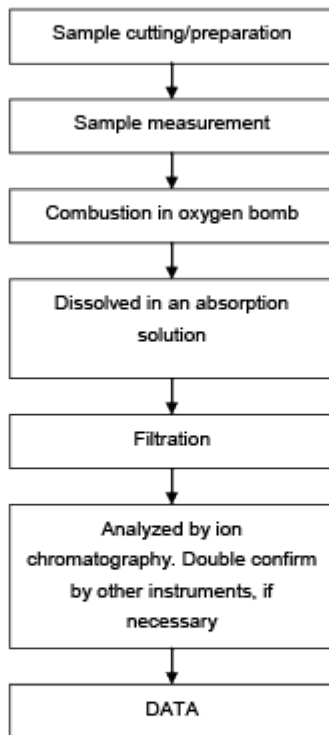 Sample cutting/preparation
Sample measurement
Combustion in oxygen bomb
Dissolved in an absorption
solution
Filtration
Analyzed by ion
chromatography. Double confirm
by other instruments, if
necessary
DATA